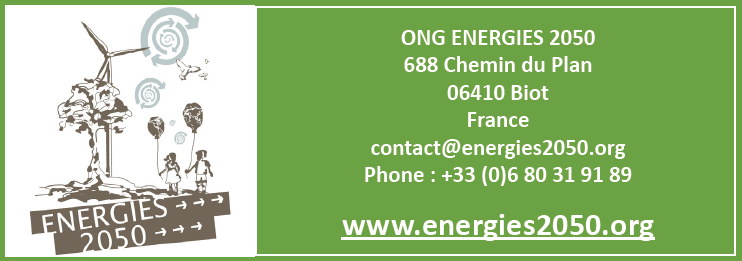 ENERGIES →→→
2050 →→→
ONG ENERGIES 2050
688 Chemin du Plan
06410 Biot
France
contact@energies2050.org
Phone : +33 (0)6 80 31 91 89
www.energies2050.org